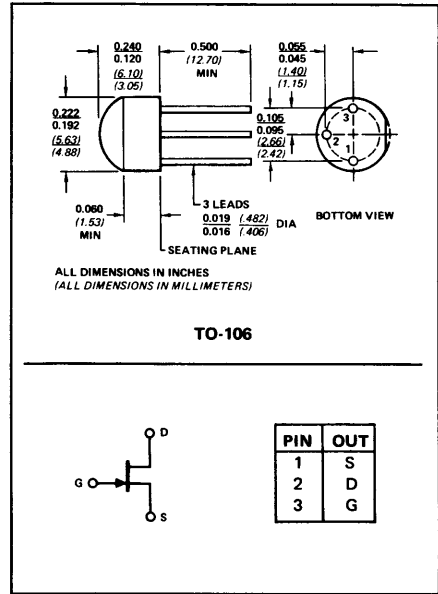 0.240
0.120
(6.10)
(3.05)
0.500
(12.70)
MIN
0.055
0.045
(1.40)
(1.15)
0.222
0.192
(5.63)
(4.88)
0.105
0.095
(2.66)
(2.42)
3
2
1
0.060
(1.53)
MIN
3 LEADS
0.019 (.482) DIA
0.016 (.406)
BOTTOM VIEW
SEATING PLANE
ALL DIMENSIONS IN INCHES
(ALL DIMENSIONS IN MILLIMETERS)
TO-106
D
G
S
PIN OUT
1 S
2 D
3 G